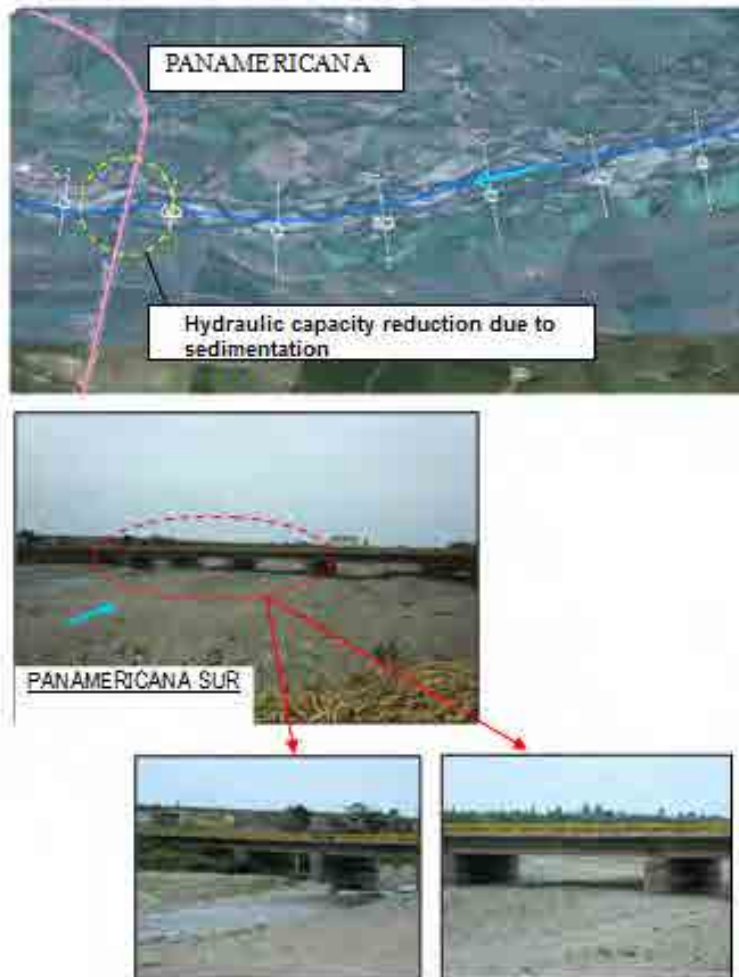 PANAMERICANA
Hydraulic capacity reduction due to
sedimentation
PANAMERICANA SUR